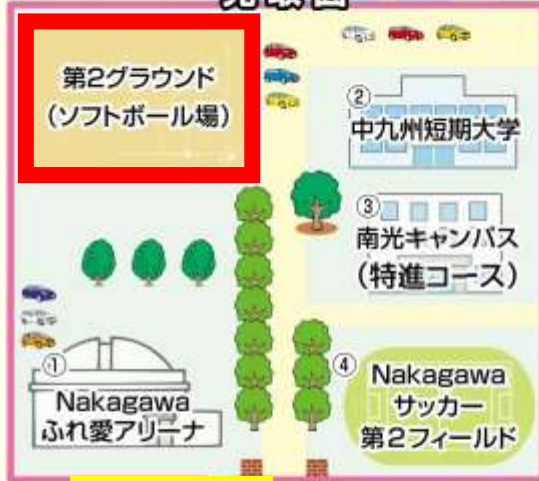 見取図
第2グラウンド
(ソフトボール場)
②
中九州短期大学
③
南光キャンパス
(特進コース)
①
Nakagawa
ふれ愛アリーナ
④
Nakagawa
サッカー
第2フィールド